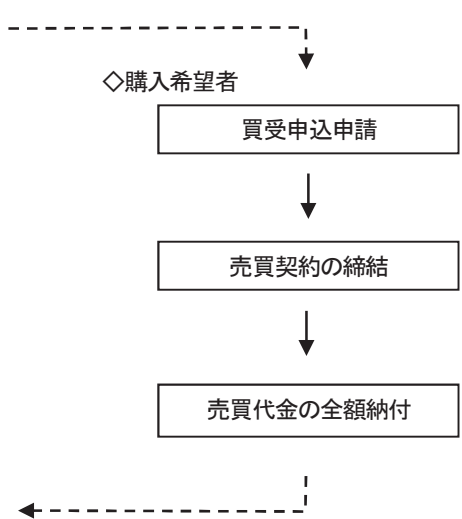 ◇購入希望者
買受申込申請
売買契約の締結
売買代金の全額納付